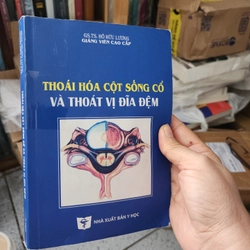 GS.TS. HỒ HỮU LƯƠNG
GIẢNG VIÊN CAO CẤP
THOÁI HÓA CỘT SỐNG CỔ
VÀ THOÁT VỊ ĐĨA ĐỆM
NHÀ XUẤT BẢN Y HỌC